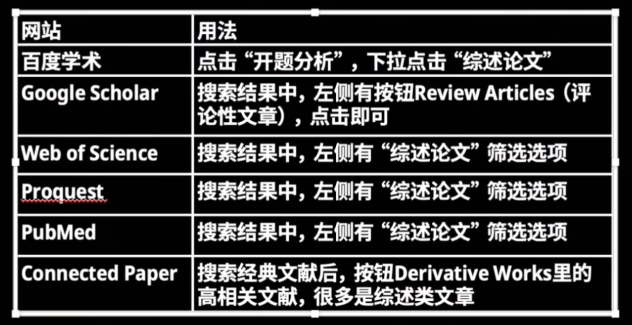 网站
用法
百度学术
点击“开题分析”，下拉点击“综述论文”
Google Scholar
搜索结果中，左侧有按钮Review Articles（评
论性文章），点击即可
Web of Science
搜索结果中，左侧有“综述论文”筛选选项
Proquest
搜索结果中，左侧有“综述论文”筛选选项
PubMed
搜索结果中，左侧有“综述论文”筛选选项
Connected Paper
搜索经典文献后，按钮Derivative Works里的
高相关文献，很多是综述类文章